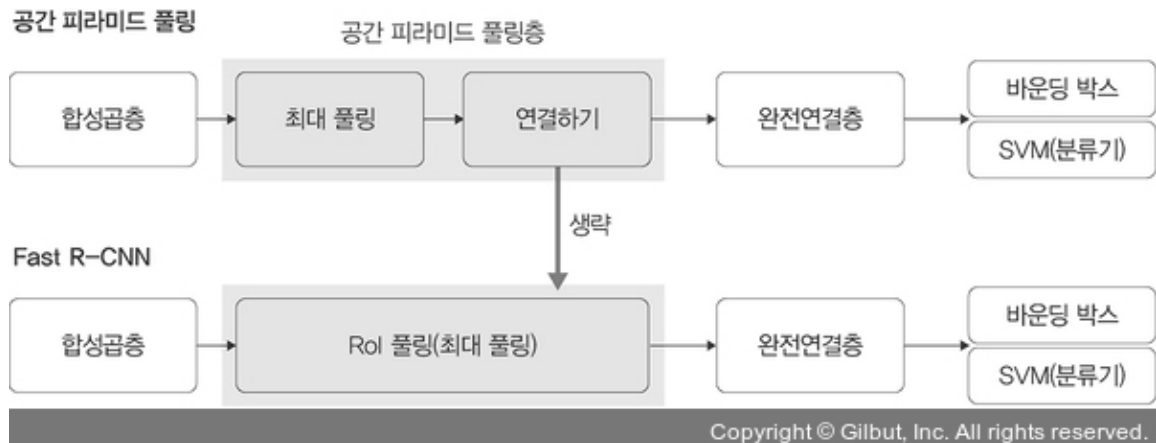 공간 피라미드 풀링
공간 피라미드 풀링층
합성곱층
최대 풀링
연결하기
완전연결층
바운딩 박스
SVM(분류기)
생략
Fast R-CNN
합성곱층
RoI 풀링(최대 풀링)
완전연결층
바운딩 박스
SVM(분류기)
Copyright © Gilbut, Inc. All rights reserved.